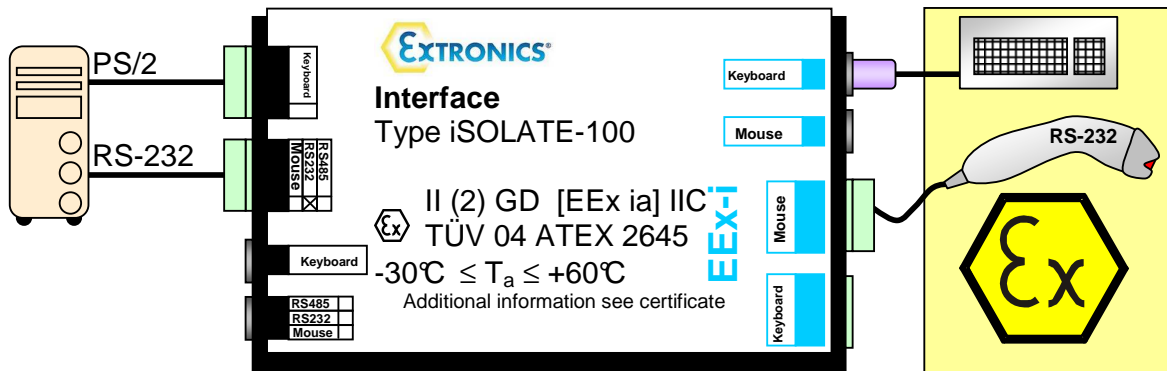 PS/2
RS-232
Keyboard
RS485
RS232
Mouse
Keyboard
RS485
RS232
Mouse
EXTRONICS®
Interface
Type iSOLATE-100
II (2) GD [EEx ia] IIC
Ex TÜV 04 ATEX 2645
-30°C ≤ Ta ≤ +60°C
Additional information see certificate
EEx-i
Keyboard
Mouse
Mouse
Keyboard
RS-232
Ex